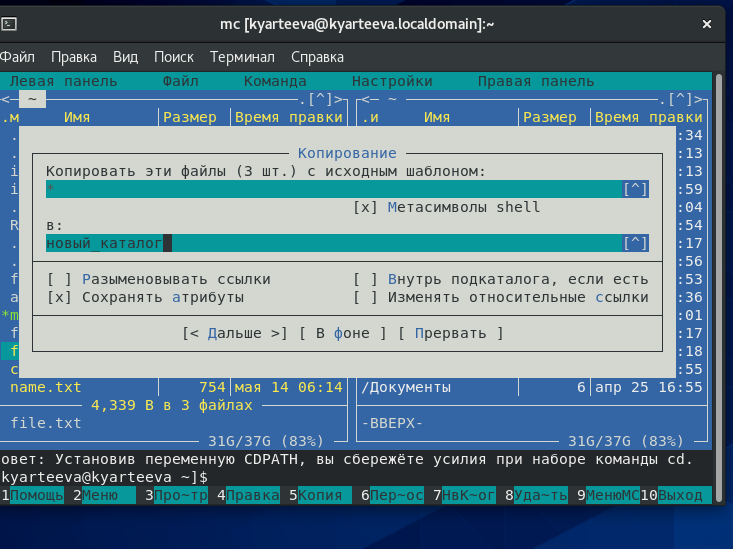 mc [kyarteeva@kyarteeva.localdomain]:~
Файл Правка Вид Поиск Терминал Справка
Левая панель Файл Команда Настройки Правая панель
<— ~ .[^]> <— ~ .[^]>
.м Имя Размер Время правки .и Имя Размер Время правки
. :34
Копирование
. :13
Копировать эти файлы (3 шт.) с исходным шаблоном:
i :13
* [^]
i :59
[x] Метасимволы shell
. :04
в:
R :54
новый_каталог [^]
. :17
. :56
[ ] Разыменовывать ссылки [ ] Внутрь подкаталога, если есть
f :53
[x] Сохранять атрибуты [ ] Изменять относительные ссылки
a :36
*m :01
[< Дальше >] [ В фоне ] [ Прервать ]
f :17
f :18
c :55
name.txt 754 мая 14 06:14 /Документы 6 апр 25 16:55
4,339 B в 3 файлах
file.txt -ВВЕРХ-
31G/37G (83%) 31G/37G (83%)
овет: Установив переменную CDPATH, вы сбережёте усилия при наборе команды cd.
kyarteeva@kyarteeva ~]$
1Помощь 2Меню 3Про~тр 4Правка 5Копия 6Пер~ос 7НвК~ог 8Уда~ть 9МенюМС10Выход